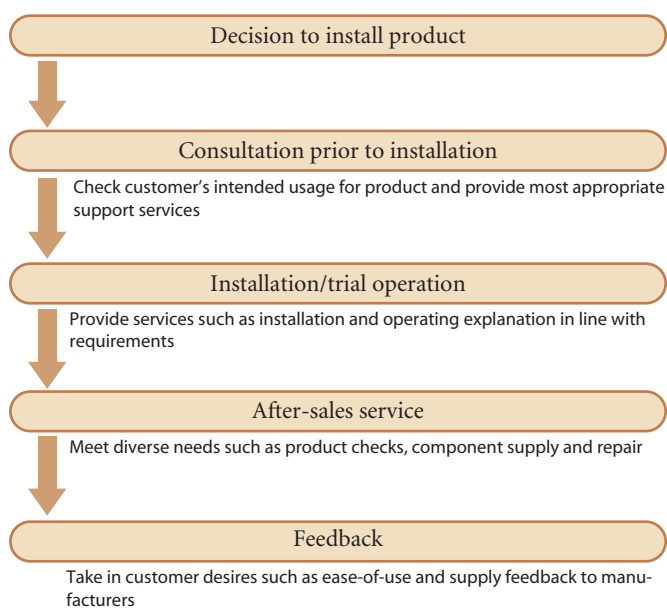 Decision to install product
Consultation prior to installation
Check customer's intended usage for product and provide most appropriate
support services
Installation/trial operation
Provide services such as installation and operating explanation in line with
requirements
After-sales service
Meet diverse needs such as product checks, component supply and repair
Feedback
Take in customer desires such as ease-of-use and supply feedback to manu-
facturers